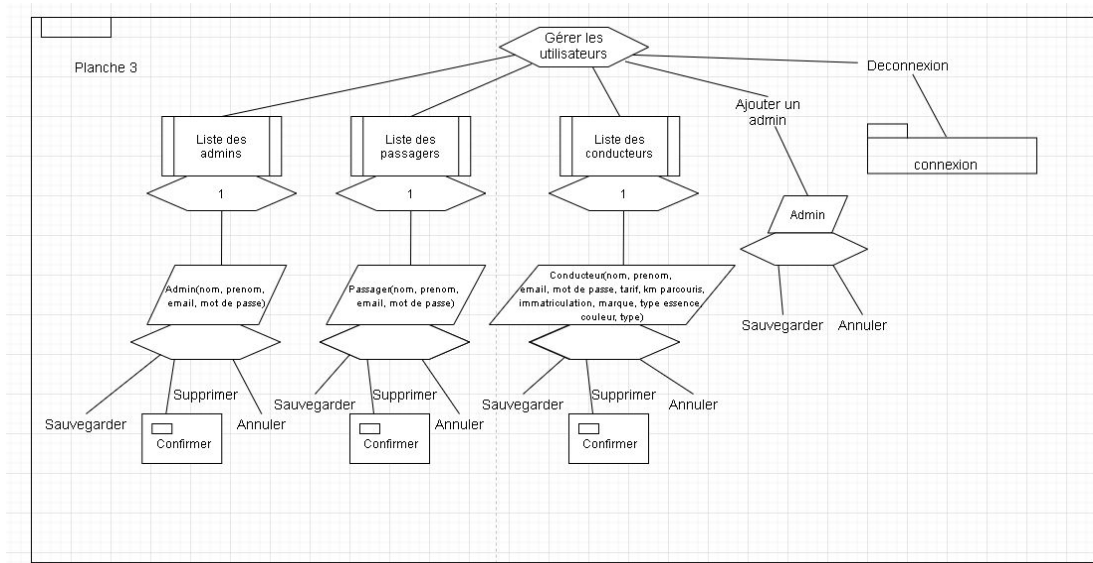 Planche 3
Gérer les
utilisateurs
Deconnexion
Ajouter un
admin
connexion
Liste des
admins
Liste des
passagers
Liste des
conducteurs
1
1
1
Admin
Admin(nom, prenom,
email, mot de passe)
Passager(nom, prenom,
email, mot de passe)
Conducteur(nom, prenom,
email, mot de passe, tarif, km parcouris,
immatriculation, marque, type essence,
couleur, type)
Sauvegarder
Annuler
Sauvegarder
Supprimer
Annuler
Confirmer
Sauvegarder
Supprimer
Annuler
Confirmer
Sauvegarder
Supprimer
Annuler
Confirmer